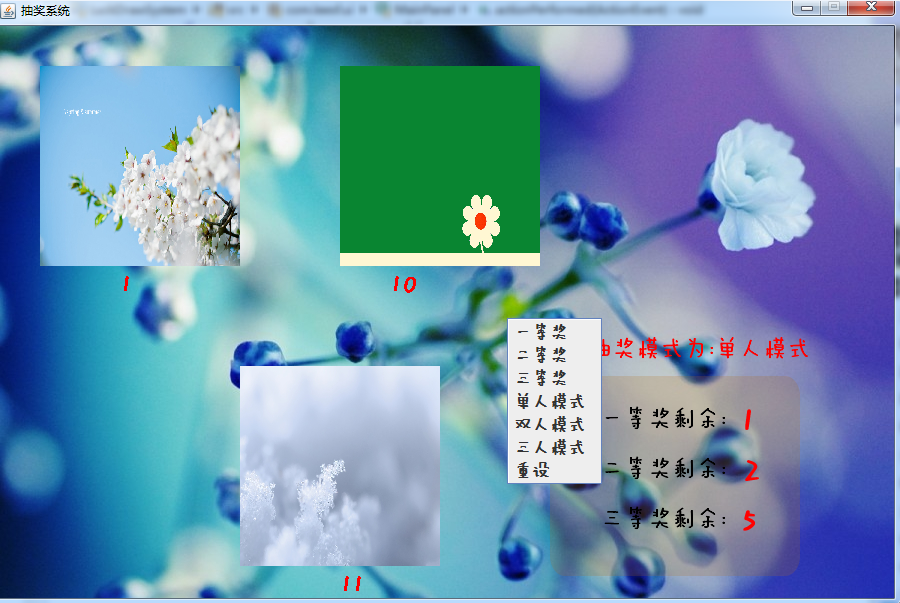 抽奖系统
1
10
一等奖
二等奖
三等奖
单人模式
双人模式
三人模式
重设
抽奖模式为:单人模式
一等奖剩余: 1
二等奖剩余: 2
三等奖剩余: 5
11